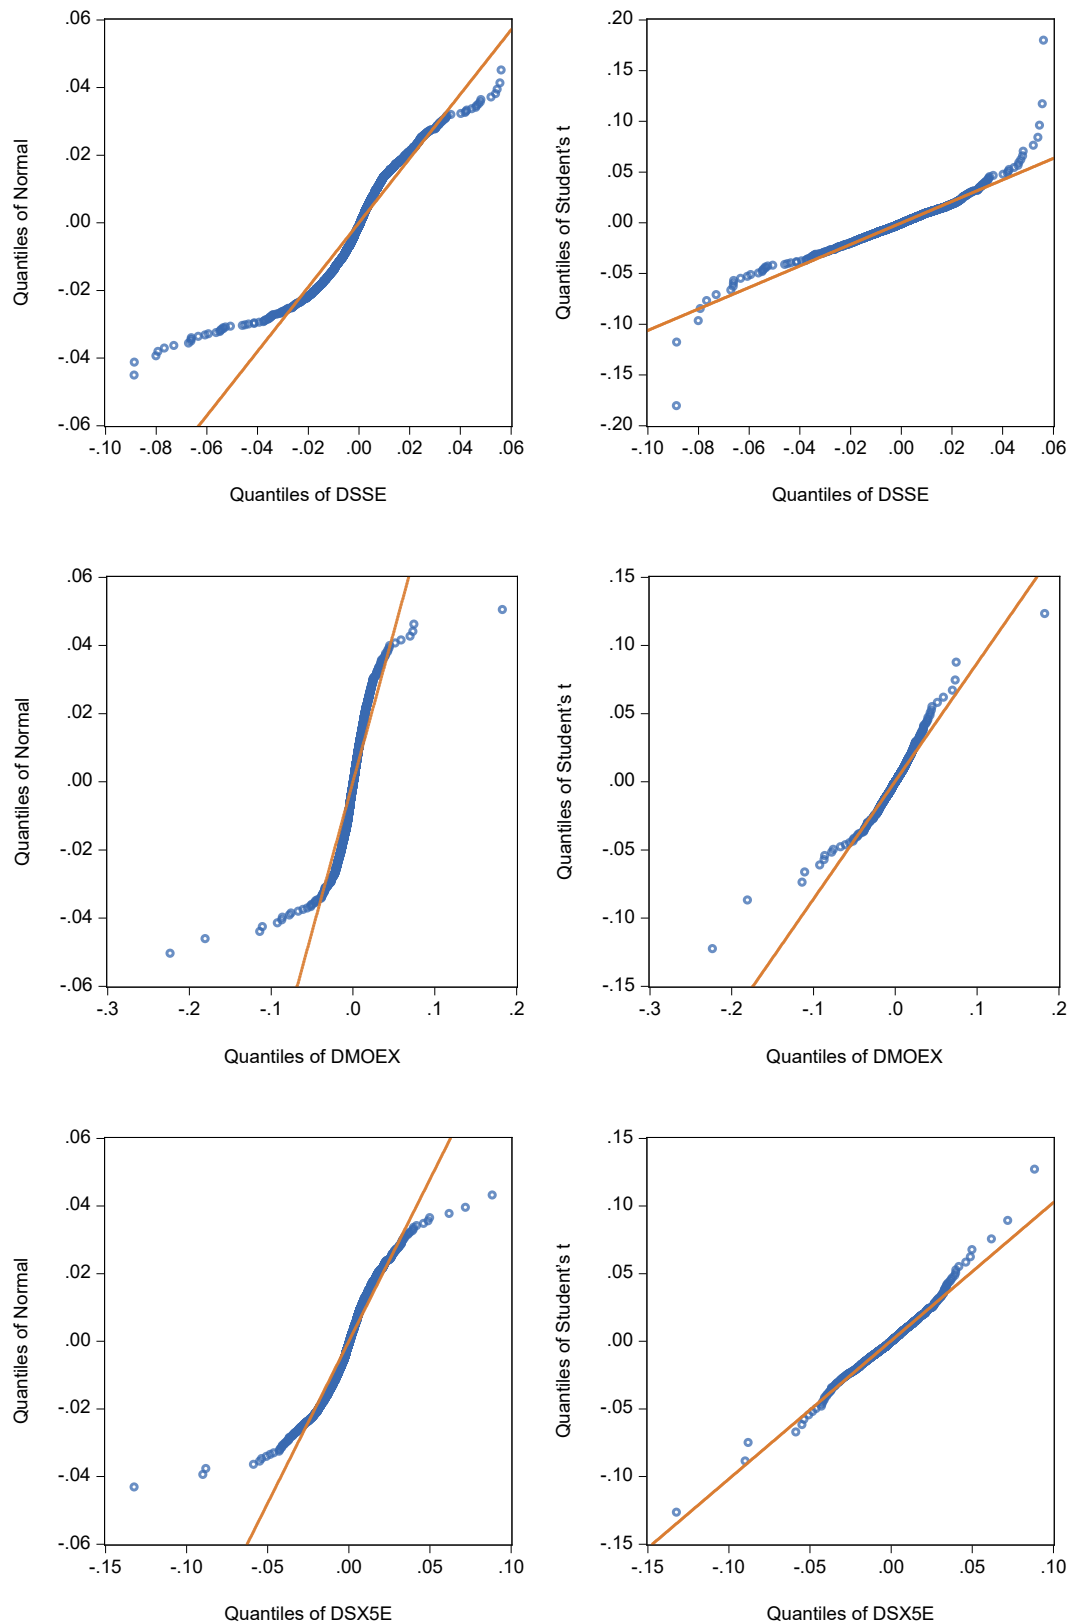 .06
.04
.02
.00
-.02
-.04
-.06
Quantiles of Normal
-.10 -.08 -.06 -.04 -.02 .00 .02 .04 .06
Quantiles of DSSE
.20
.15
.10
.05
.00
-.05
-.10
-.15
-.20
Quantiles of Student's t
-.10 -.08 -.06 -.04 -.02 .00 .02 .04 .06
Quantiles of DSSE
.06
.04
.02
.00
-.02
-.04
-.06
Quantiles of Normal
-.3 -.2 -.1 .0 .1 .2
Quantiles of DMOEX
.15
.10
.05
.00
-.05
-.10
-.15
Quantiles of Student's t
-.3 -.2 -.1 .0 .1 .2
Quantiles of DMOEX
.06
.04
.02
.00
-.02
-.04
-.06
Quantiles of Normal
-.15 -.10 -.05 .00 .05 .10
Quantiles of DSX5E
.15
.10
.05
.00
-.05
-.10
-.15
Quantiles of Student's t
-.15 -.10 -.05 .00 .05 .10
Quantiles of DSX5E